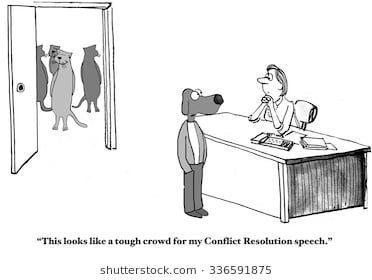 “This looks like a tough crowd for my Conflict Resolution speech.”
shutterstock.com · 336591875